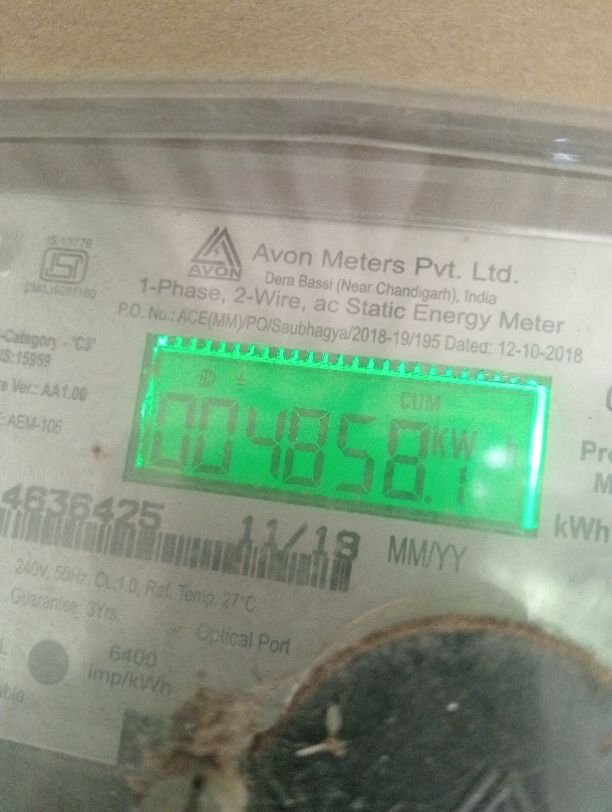 IS:13779
ISI
AVON
Avon Meters Pvt. Ltd.
Dera Bassi (Near Chandigarh), India
1-Phase, 2-Wire, ac Static Energy Meter
P.O. No.: ACE(MM)/PO/Saubhagya/2018-19/195 Dated: 12-10-2018
-Category - 'C3'
IS:15959
re Ver.: AA1.00
: AEM-106
CUM
004858.1 KW h
Pr
M
kWh
4636425
11/18 MM/YY
240V, 50Hz, CL:1.0, Ref. Temp. 27°C
Guarantee, 3Yrs.
Optical Port
6400
imp/kWh